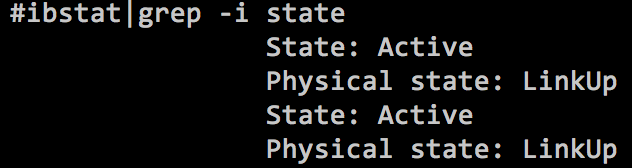 #ibstat|grep -i state
State: Active
Physical state: LinkUp
State: Active
Physical state: LinkUp